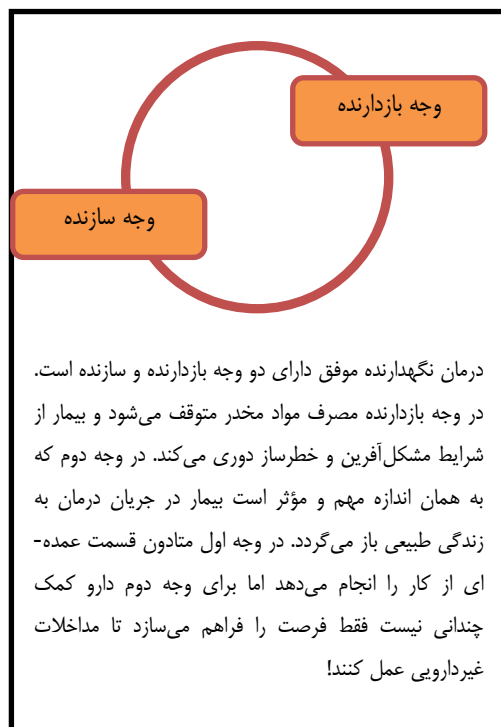 وجه بازدارنده
وجه سازنده
درمان نگهدارنده موفق دارای دو وجه بازدارنده و سازنده است.
در وجه بازدارنده مصرف مواد مخدر متوقف می‌شود و بیمار از
شرایط مشکل‌آفرین و خطرساز دوری می‌کند. در وجه دوم که
به همان اندازه مهم و مؤثر است بیمار در جریان درمان به
زندگی طبیعی باز می‌گردد. در وجه اول متادون قسمت عمده-
ای از کار را انجام می‌دهد اما برای وجه دوم دارو کمک
چندانی نیست فقط فرصت را فراهم می‌سازد تا مداخلات
غیردارویی عمل کنند!